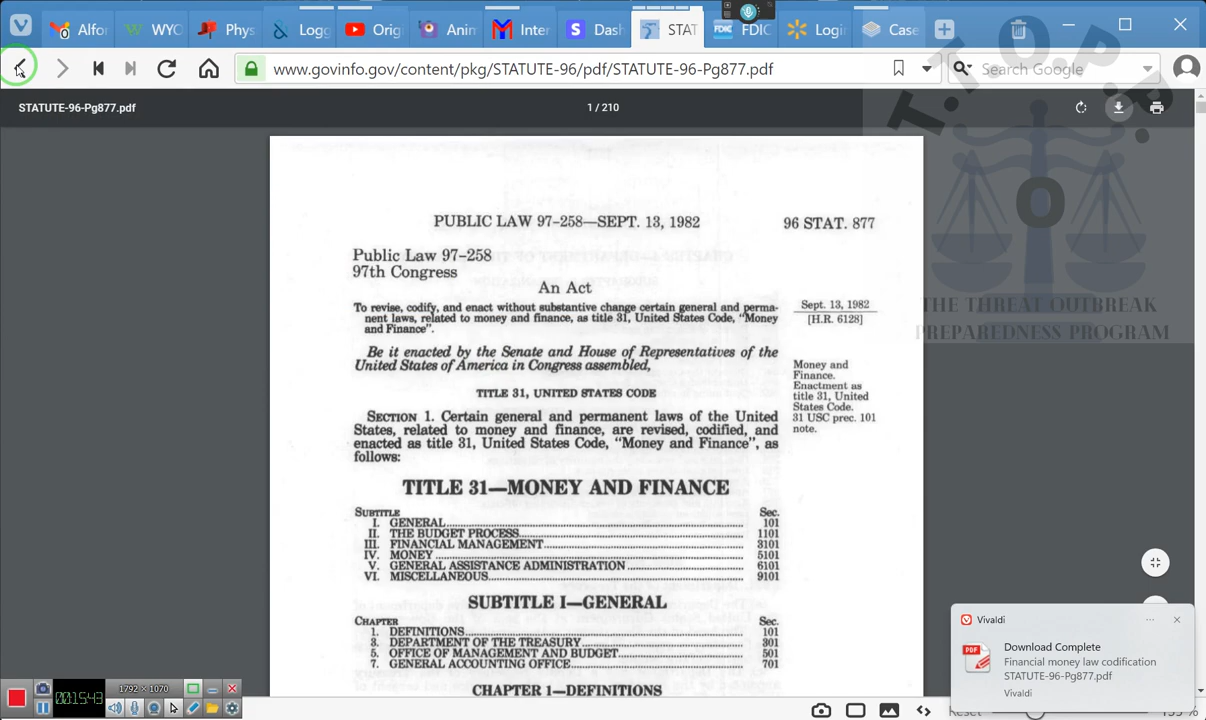 Alfor
WYO
Phys
Logg
Orig
Anin
Inter
Dash
STAT
FDIC
Login
Case
www.govinfo.gov/content/pkg/STATUTE-96/pdf/STATUTE-96-Pg877.pdf
Search Google
STATUTE-96-Pg877.pdf
1 / 210
T.T.O.P.P.
PUBLIC LAW 97-258—SEPT. 13, 1982
96 STAT. 877
Public Law 97-258
97th Congress
An Act
To revise, codify, and enact without substantive change certain general and perma-
nent laws, related to money and finance, as title 31, United States Code, "Money
and Finance".
Sept. 13, 1982
[H.R. 6128]
THE THREAT OUTBREAK
PREPAREDNESS PROGRAM
Be it enacted by the Senate and House of Representatives of the
United States of America in Congress assembled,
Money and
Finance.
Enactment as
title 31, United
States Code.
31 USC prec. 101
note.
TITLE 31, UNITED STATES CODE
SECTION 1. Certain general and permanent laws of the United
States, related to money and finance, are revised, codified, and
enacted as title 31, United States Code, "Money and Finance", as
follows:
TITLE 31—MONEY AND FINANCE
SUBTITLE Sec.
I. GENERAL 101
II. THE BUDGET PROCESS 1101
III. FINANCIAL MANAGEMENT 3101
IV. MONEY 5101
V. GENERAL ASSISTANCE ADMINISTRATION 6101
VI. MISCELLANEOUS 9101
SUBTITLE I—GENERAL
CHAPTER Sec.
1. DEFINITIONS 101
3. DEPARTMENT OF THE TREASURY 301
5. OFFICE OF MANAGEMENT AND BUDGET 501
7. GENERAL ACCOUNTING OFFICE 701
CHAPTER 1—DEFINITIONS
Vivaldi
Download Complete
Financial money law codification
STATUTE-96-Pg877.pdf
Vivaldi
1792 × 1070
Reset